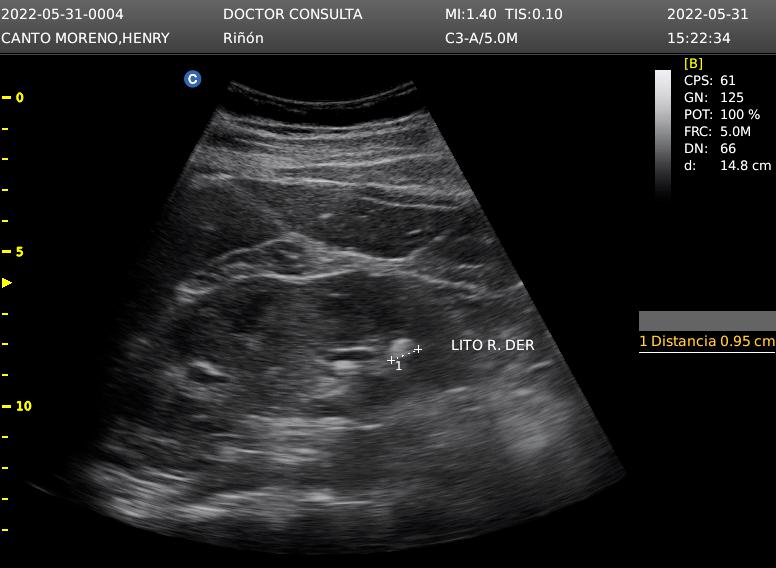 2022-05-31-0004 DOCTOR CONSULTA MI:1.40 TIS:0.10 2022-05-31
CANTO MORENO,HENRY Riñón C3-A/5.0M 15:22:34
C
[B]
CPS: 61
GN: 125
POT: 100 %
FRC: 5.0M
DN: 66
d: 14.8 cm
0
5
10
LITO R. DER
1
1 Distancia 0.95 cm